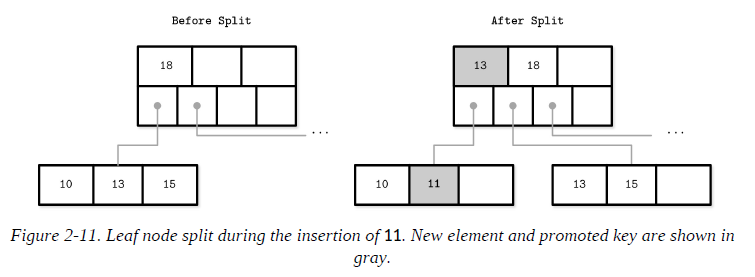 Before Split
After Split
18
13 18
...
...
10 13 15
10 11
13 15
Figure 2-11. Leaf node split during the insertion of 11. New element and promoted key are shown in
gray.